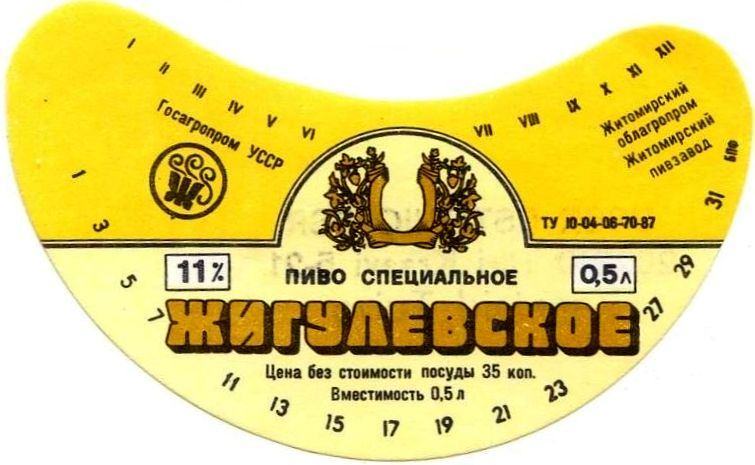 I II III IV V VI VII VIII IX X XI XII
Госагропром УССР
Житомирский
облагропром
Житомирский
пивзавод
Ж
БПФ
ТУ 10-04-06-70-87
11%
ПИВО СПЕЦИАЛЬНОЕ
0,5л
ЖИГУЛЕВСКОЕ
Цена без стоимости посуды 35 коп.
Вместимость 0,5 л
1 3 5 7 11 13 15 17 19 21 23 27 29 31